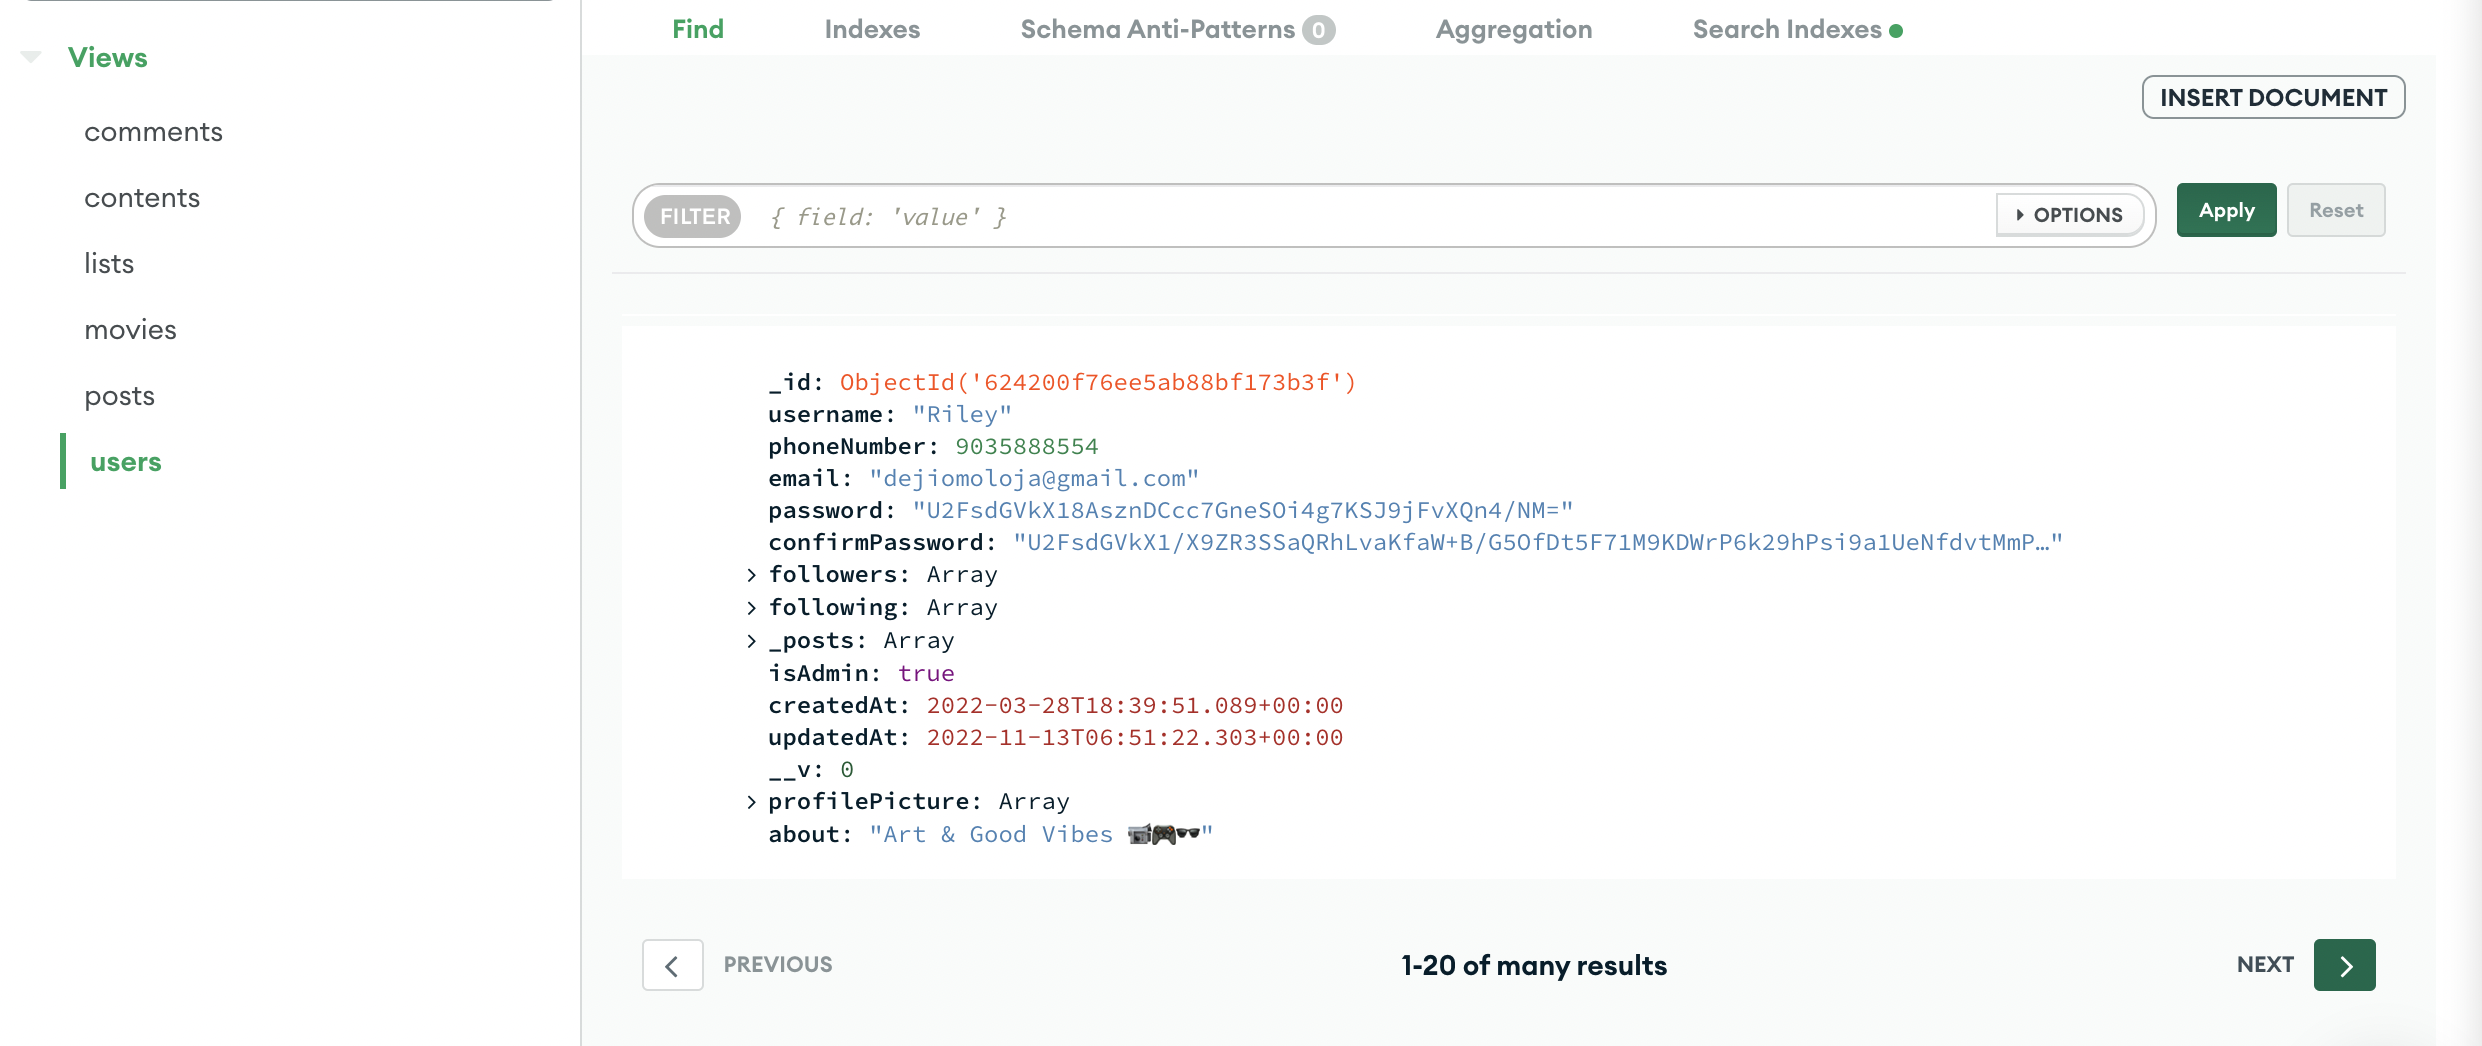 Views
comments
contents
lists
movies
posts
users
Find Indexes Schema Anti-Patterns 0 Aggregation Search Indexes
INSERT DOCUMENT
FILTER { field: 'value' } OPTIONS Apply Reset
_id: ObjectId('624200f76ee5ab88bf173b3f')
username: "Riley"
phoneNumber: 9035888554
email: "dejiomoloja@gmail.com"
password: "U2FsdGVkX18AsznDCcc7GneSOi4g7KSJ9jFvXQn4/NM="
confirmPassword: "U2FsdGVkX1/X9ZR3SSaQRhLvaKfaW+B/G5OfDt5F71M9KDWrP6k29hPsi9a1UeNfdvtMmP…"
followers: Array
following: Array
_posts: Array
isAdmin: true
createdAt: 2022-03-28T18:39:51.089+00:00
updatedAt: 2022-11-13T06:51:22.303+00:00
__v: 0
profilePicture: Array
about: "Art & Good Vibes 📹🎮🕶️"
PREVIOUS 1-20 of many results NEXT